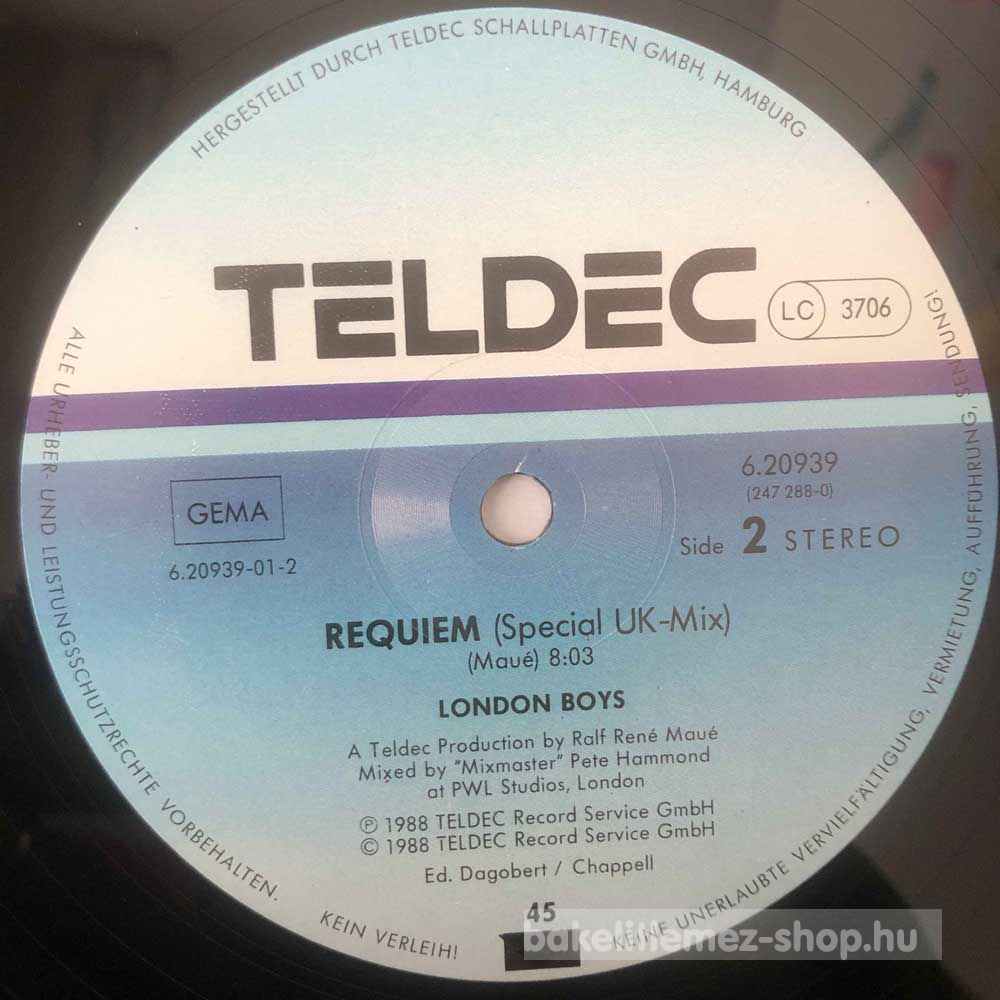 HERGESTELLT DURCH TELDEC SCHALLPLATTEN GMBH, HAMBURG
TELDEC
LC 3706
GEMA
6.20939-01-2
6.20939
(247 288-0)
Side 2 STEREO
REQUIEM (Special UK-Mix)
(Maué) 8:03
LONDON BOYS
A Teldec Production by Ralf René Maué
Mixed by "Mixmaster" Pete Hammond
at PWL Studios, London
℗ 1988 TELDEC Record Service GmbH
© 1988 TELDEC Record Service GmbH
Ed. Dagobert / Chappell
45
ALLE URHEBER- UND LEISTUNGSSCHUTZRECHTE VORBEHALTEN.
KEIN VERLEIH!
KEINE UNERLAUBTE VERVIELFÄLTIGUNG, VERMIETUNG, AUFFÜHRUNG, SENDUNG!
bakelitlemez-shop.hu